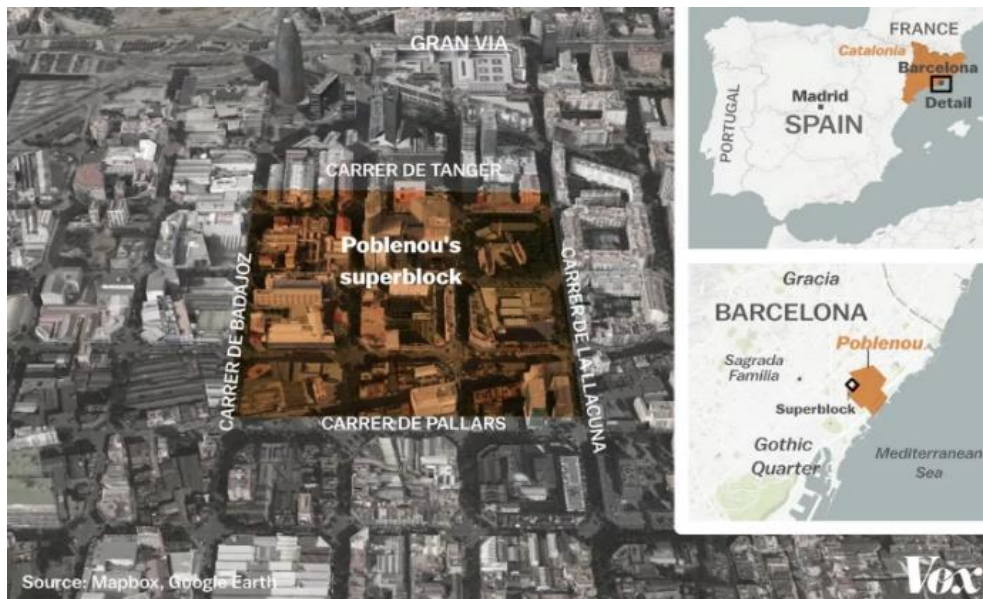 GRAN VIA
CARRER DE TANGER
Poblenou's
superblock
CARRER DE BADAJOZ
CARRER DE LA LLACUNA
CARRER DE PALLARS
Source: Mapbox, Google Earth
FRANCE
Catalonia
Barcelona
Detail
Madrid
SPAIN
PORTUGAL
Gracia
BARCELONA
Poblenou
Sagrada
Familia
Superblock
Gothic
Quarter
Mediterranean
Sea
Vox